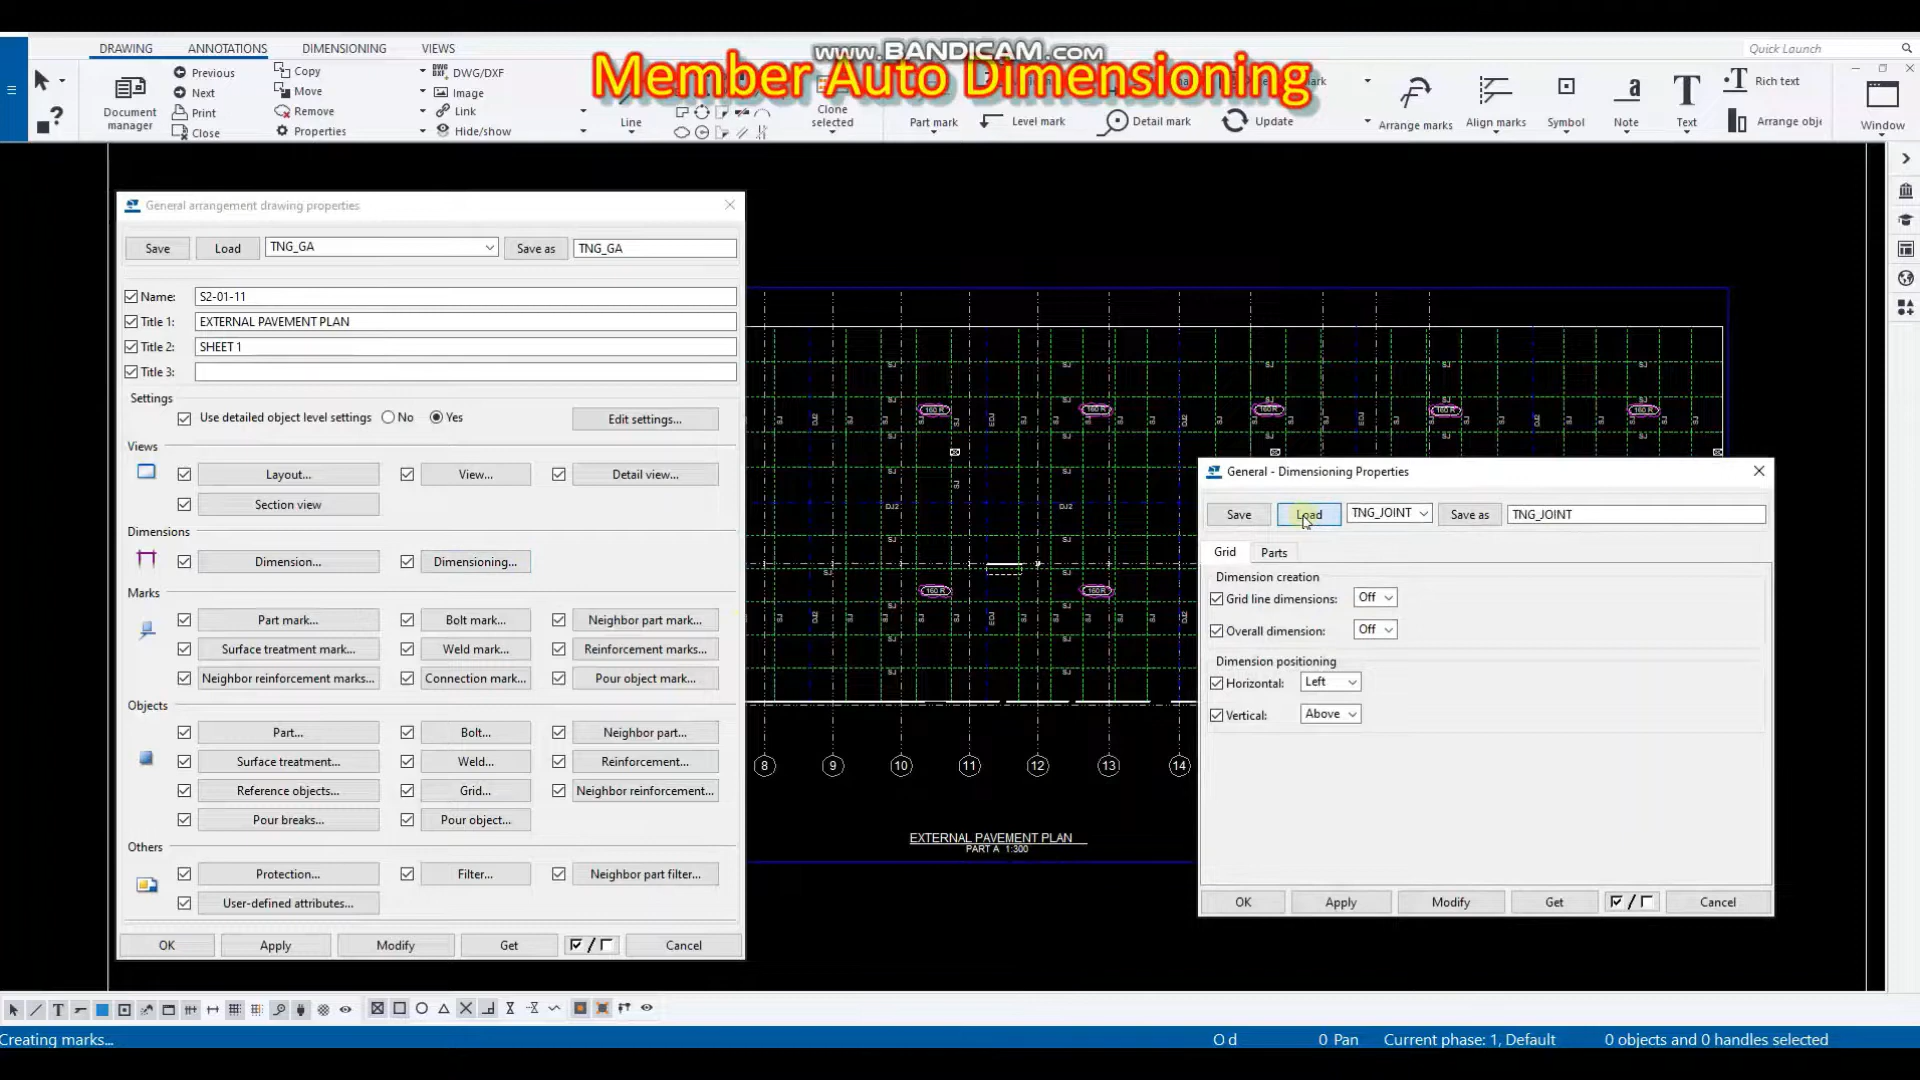 www.BANDICAM.com
Member Auto Dimensioning
DRAWING ANNOTATIONS DIMENSIONING VIEWS
Quick Launch
Document manager
Previous
Next
Print
Close
Copy
Move
Remove
Properties
DWG/DXF
Image
Link
Hide/show
Line
Clone selected
Part mark
Level mark
Detail mark
Update
Arrange marks
Align marks
Symbol
Note
Text
Rich text
Arrange obje
Window
General arrangement drawing properties
Save Load TNG_GA Save as TNG_GA
Name: S2-01-11
Title 1: EXTERNAL PAVEMENT PLAN
Title 2: SHEET 1
Title 3:
Settings
Use detailed object level settings No Yes Edit settings...
Views
Layout... View... Detail view...
Section view
Dimensions
Dimension... Dimensioning...
Marks
Part mark... Bolt mark... Neighbor part mark...
Surface treatment mark... Weld mark... Reinforcement marks...
Neighbor reinforcement marks... Connection mark... Pour object mark...
Objects
Part... Bolt... Neighbor part...
Surface treatment... Weld... Reinforcement...
Reference objects... Grid... Neighbor reinforcement...
Pour breaks... Pour object...
Others
Protection... Filter... Neighbor part filter...
User-defined attributes...
OK Apply Modify Get / Cancel
160 R 160 R 160 R 160 R 160 R
160 R 160 R
8 9 10 11 12 13 14
EXTERNAL PAVEMENT PLAN
PART A 1:300
General - Dimensioning Properties
Save Load TNG_JOINT Save as TNG_JOINT
Grid Parts
Dimension creation
Grid line dimensions: Off
Overall dimension: Off
Dimension positioning
Horizontal: Left
Vertical: Above
OK Apply Modify Get / Cancel
Creating marks...
O d
0 Pan
Current phase: 1, Default
0 objects and 0 handles selected